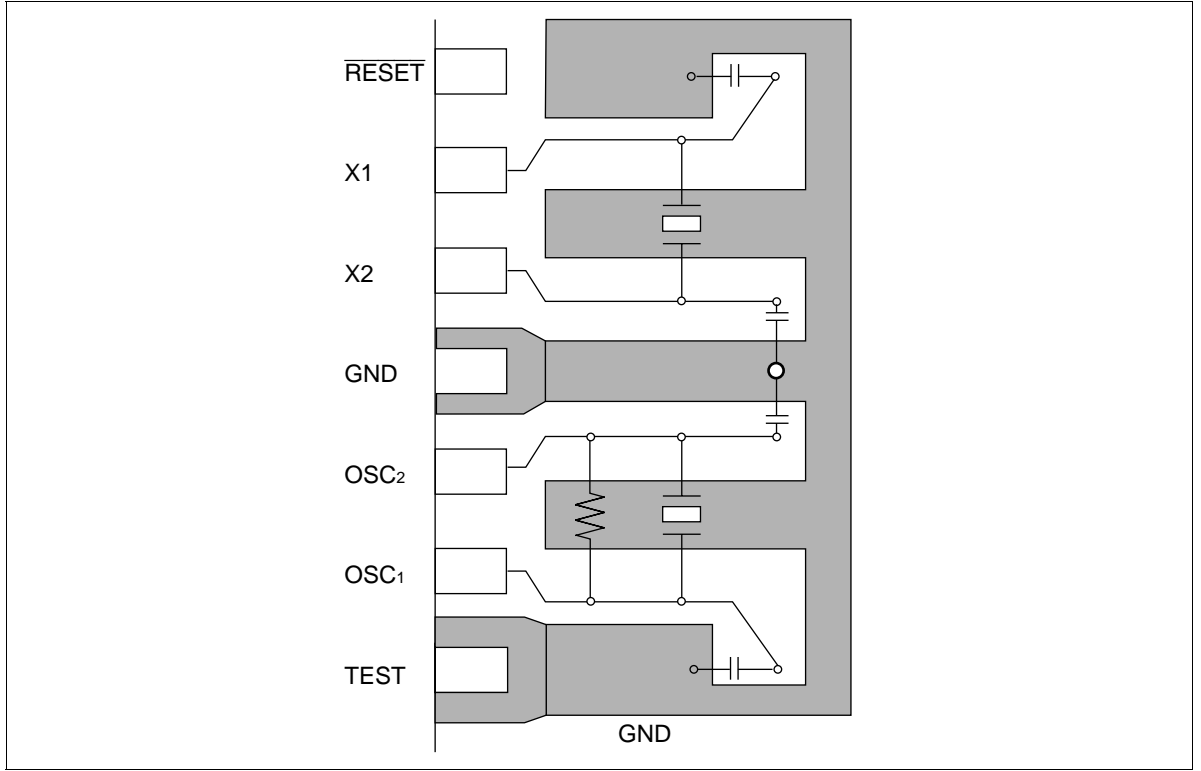 RESET
X1
X2
GND
OSC2
OSC1
TEST
GND